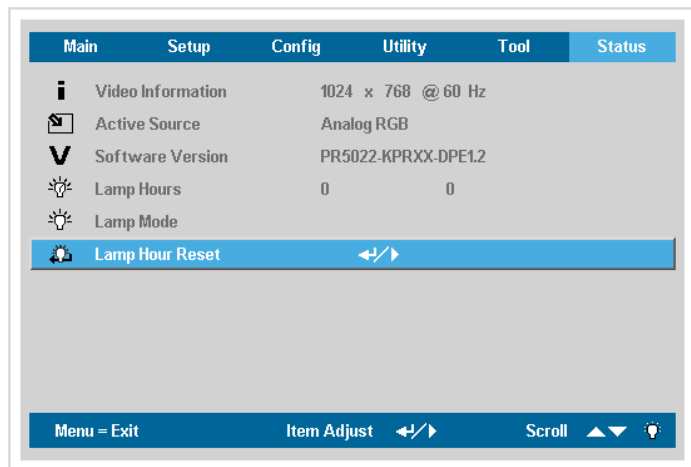 Main Setup Config Utility Tool Status
i Video Information 1024 x 768 @ 60 Hz
Active Source Analog RGB
V Software Version PR5022-KPRXX-DPE1.2
Lamp Hours 0 0
Lamp Mode
Lamp Hour Reset
Menu = Exit Item Adjust Scroll